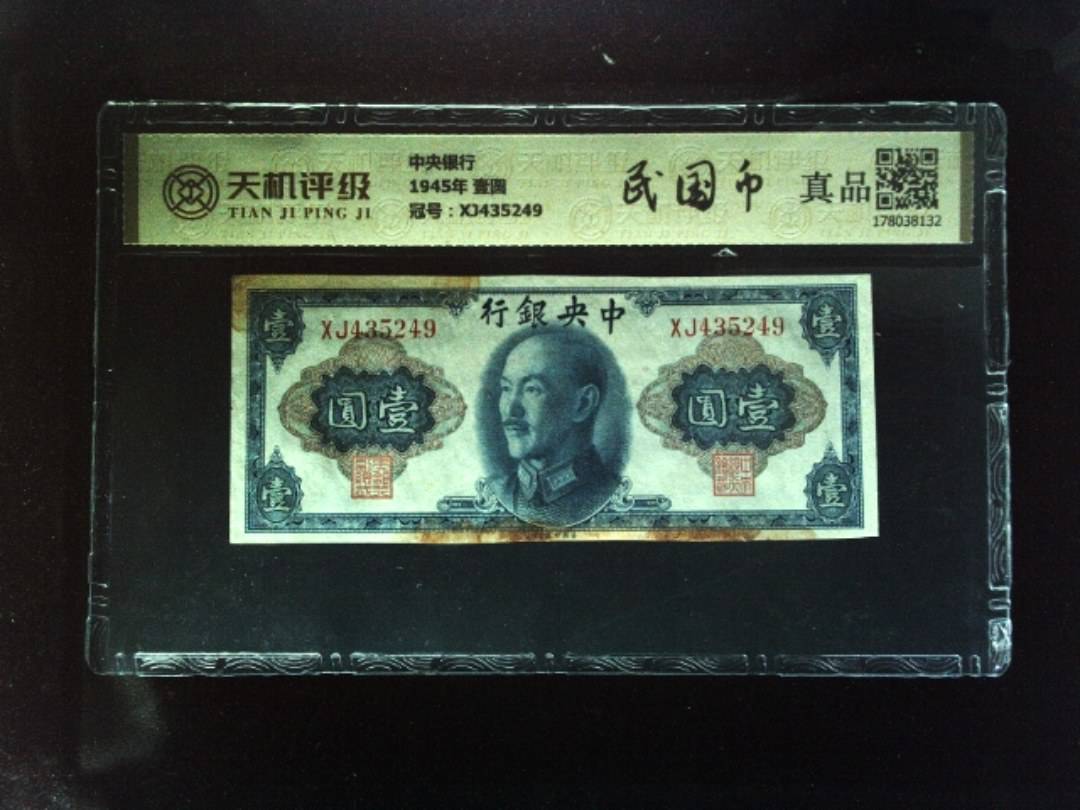 天机评级
TIAN JI PING JI
中央银行
1945年 壹圆
冠号：XJ435249
民国币
真品
178038132
行銀央中
XJ435249
XJ435249
壹
壹
圓壹
圓壹
壹
壹